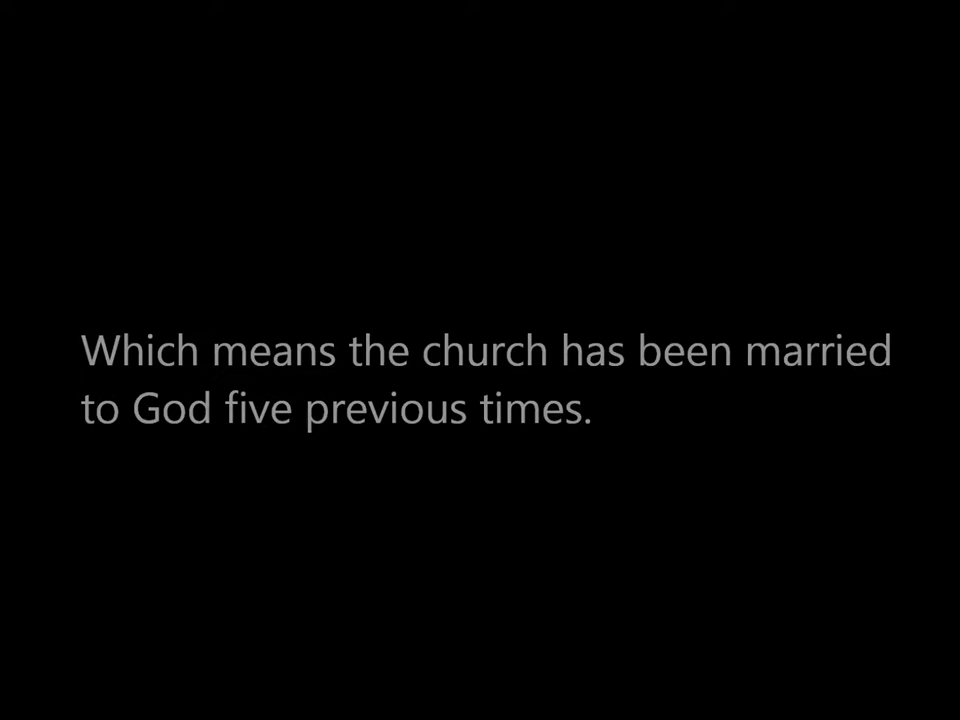 Which means the church has been married
to God five previous times.